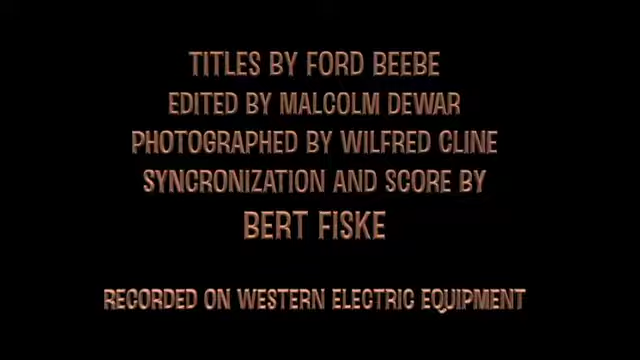 TITLES BY FORD BEEBE
EDITED BY MALCOLM DEWAR
PHOTOGRAPHED BY WILFRED CLINE
SYNCRONIZATION AND SCORE BY
BERT FISKE
RECORDED ON WESTERN ELECTRIC EQUIPMENT